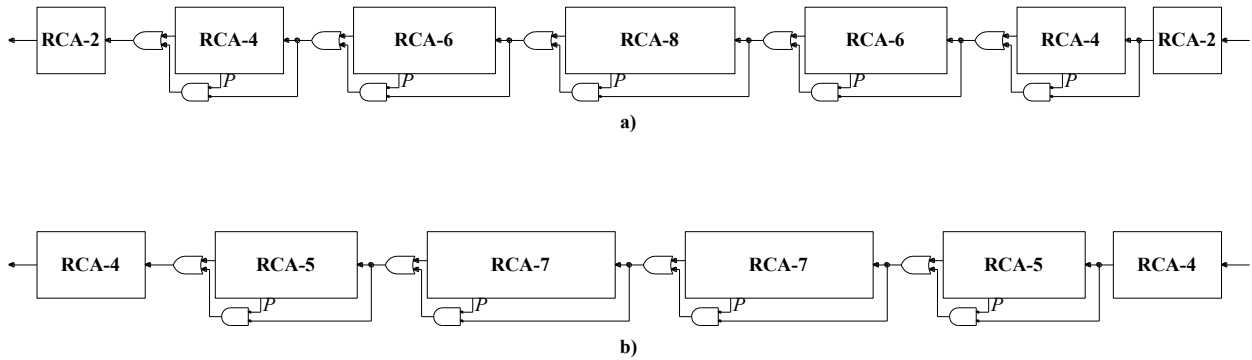 RCA-2 RCA-4 RCA-6 RCA-8 RCA-6 RCA-4 RCA-2
P P P P P
a)
RCA-4 RCA-5 RCA-7 RCA-7 RCA-5 RCA-4
P P P P
b)